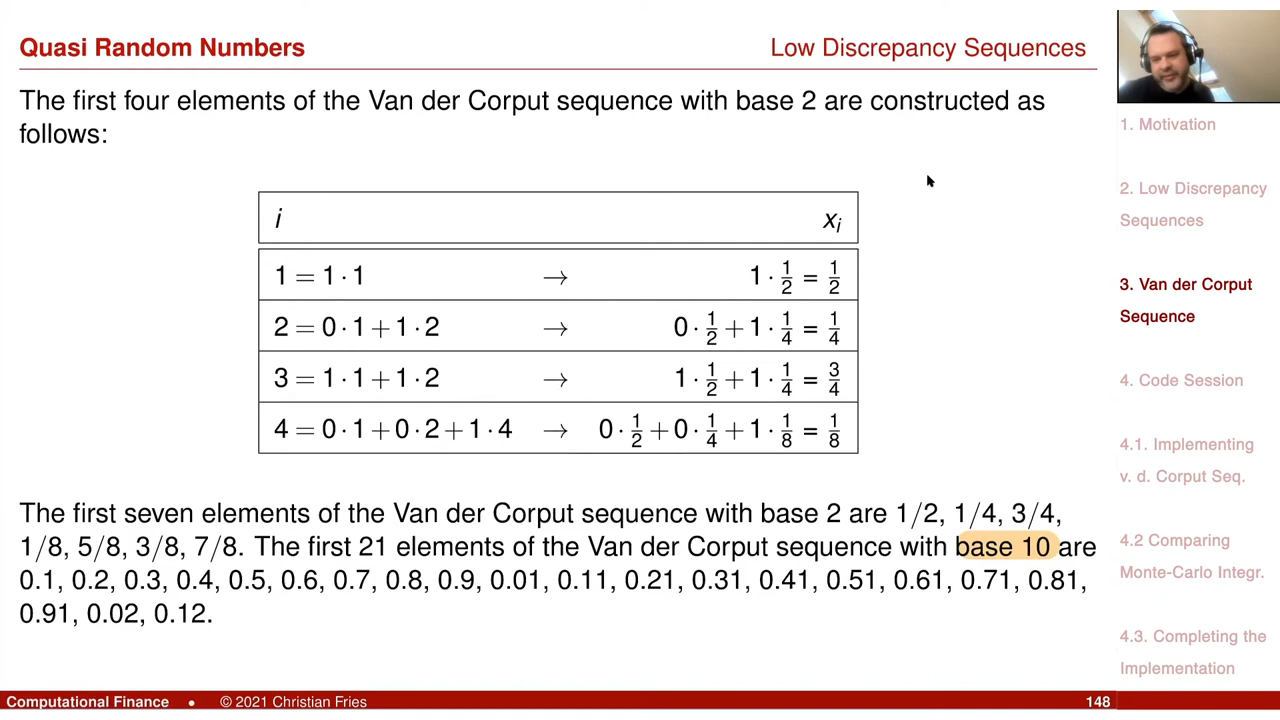 Quasi Random Numbers
Low Discrepancy Sequences
The first four elements of the Van der Corput sequence with base 2 are constructed as
follows:
i x_i
1 = 1 · 1 → 1 · 1/2 = 1/2
2 = 0 · 1 + 1 · 2 → 0 · 1/2 + 1 · 1/4 = 1/4
3 = 1 · 1 + 1 · 2 → 1 · 1/2 + 1 · 1/4 = 3/4
4 = 0 · 1 + 0 · 2 + 1 · 4 → 0 · 1/2 + 0 · 1/4 + 1 · 1/8 = 1/8
The first seven elements of the Van der Corput sequence with base 2 are 1/2, 1/4, 3/4,
1/8, 5/8, 3/8, 7/8. The first 21 elements of the Van der Corput sequence with base 10 are
0.1, 0.2, 0.3, 0.4, 0.5, 0.6, 0.7, 0.8, 0.9, 0.01, 0.11, 0.21, 0.31, 0.41, 0.51, 0.61, 0.71, 0.81,
0.91, 0.02, 0.12.
1. Motivation
2. Low Discrepancy
Sequences
3. Van der Corput
Sequence
4. Code Session
4.1. Implementing
v. d. Corput Seq.
4.2 Comparing
Monte-Carlo Integr.
4.3. Completing the
Implementation
Computational Finance • © 2021 Christian Fries 148